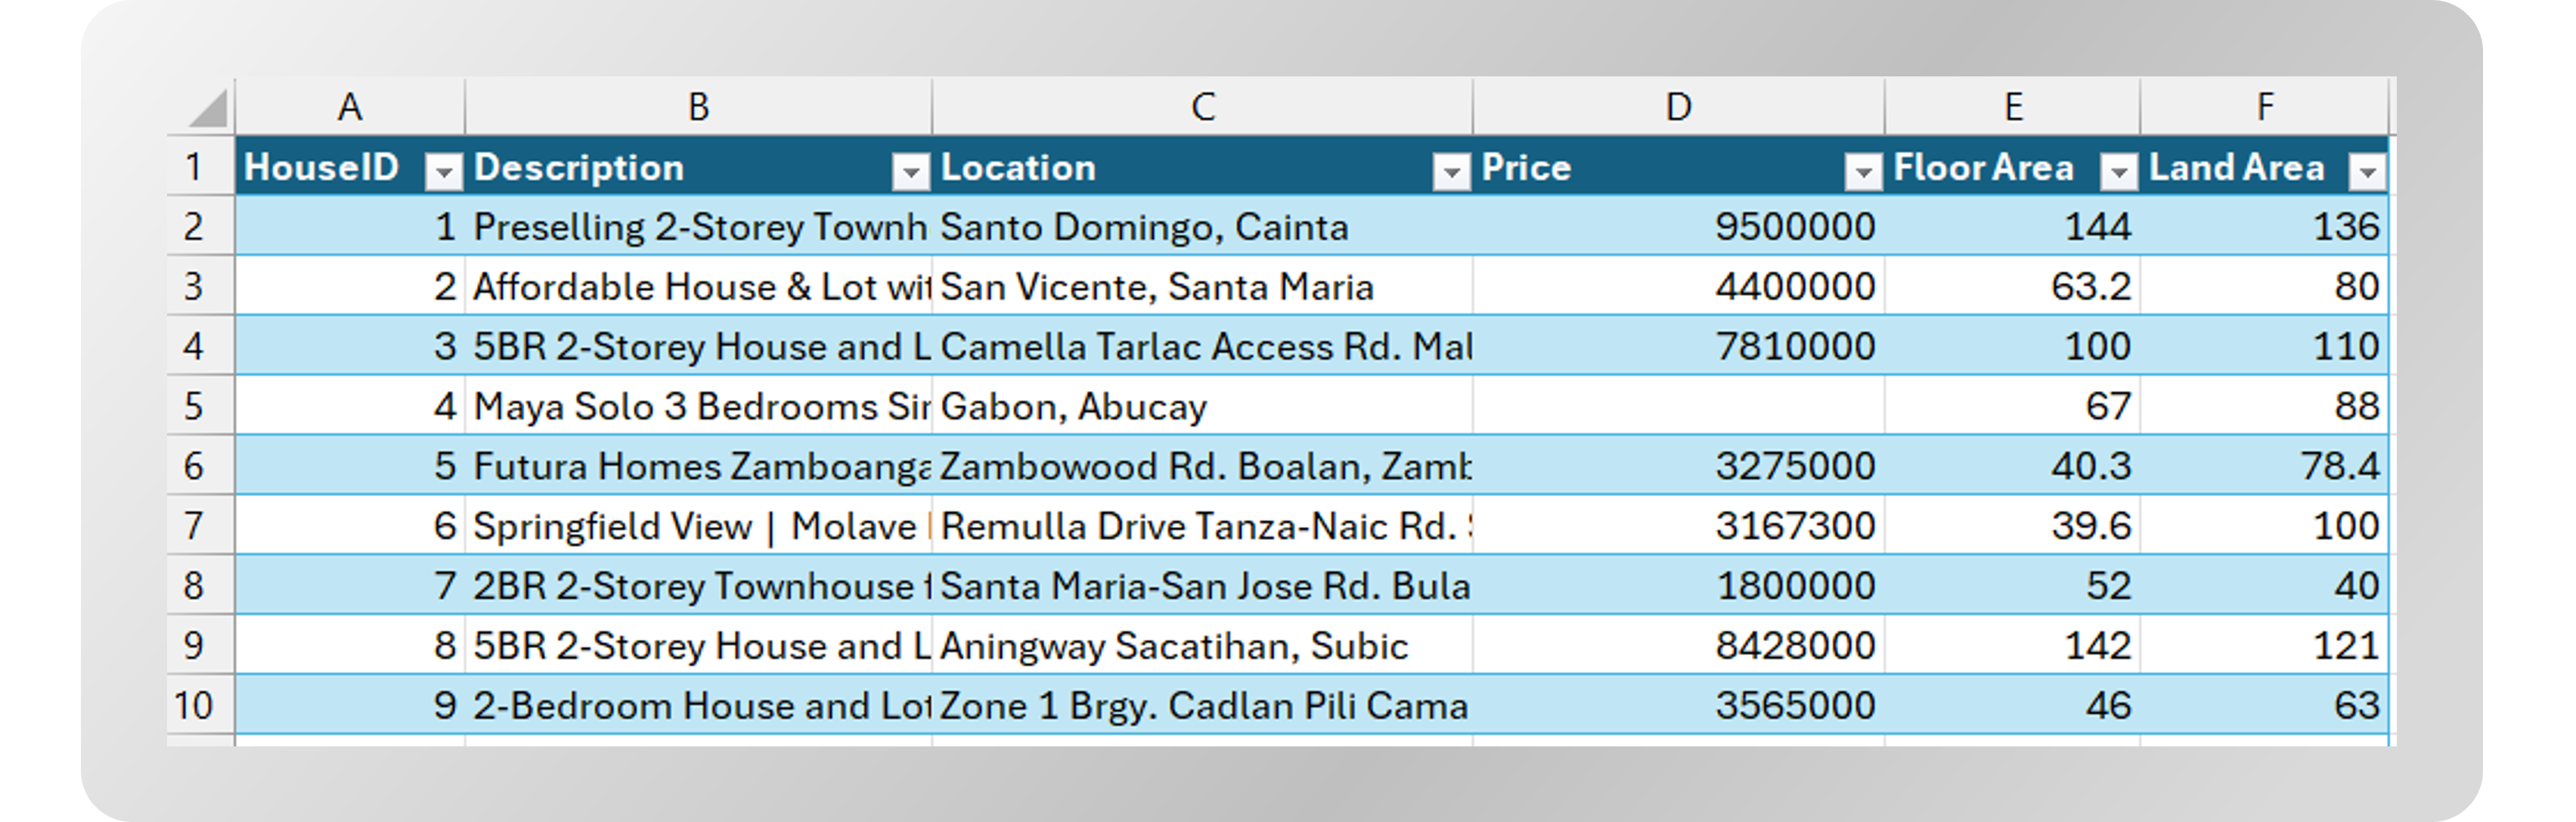 A B C D E F
1 HouseID Description Location Price Floor Area Land Area
2 1 Preselling 2-Storey Townh Santo Domingo, Cainta 9500000 144 136
3 2 Affordable House & Lot wit San Vicente, Santa Maria 4400000 63.2 80
4 3 5BR 2-Storey House and L Camella Tarlac Access Rd. Mal 7810000 100 110
5 4 Maya Solo 3 Bedrooms Sin Gabon, Abucay 67 88
6 5 Futura Homes Zamboanga Zambowood Rd. Boalan, Zamb 3275000 40.3 78.4
7 6 Springfield View | Molave Remulla Drive Tanza-Naic Rd. 3167300 39.6 100
8 7 2BR 2-Storey Townhouse f Santa Maria-San Jose Rd. Bula 1800000 52 40
9 8 5BR 2-Storey House and L Aningway Sacatihan, Subic 8428000 142 121
10 9 2-Bedroom House and Lot Zone 1 Brgy. Cadlan Pili Cama 3565000 46 63